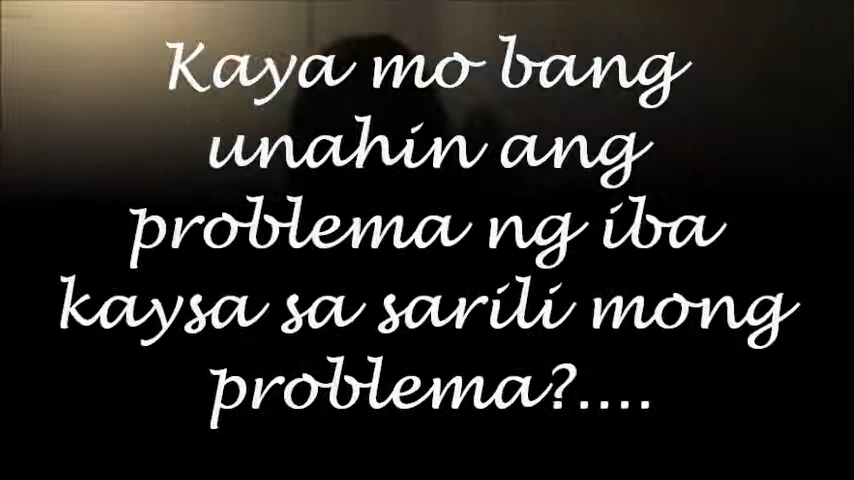 Kaya mo bang
unahin ang
problema ng iba
kaysa sa sarili mong
problema?....